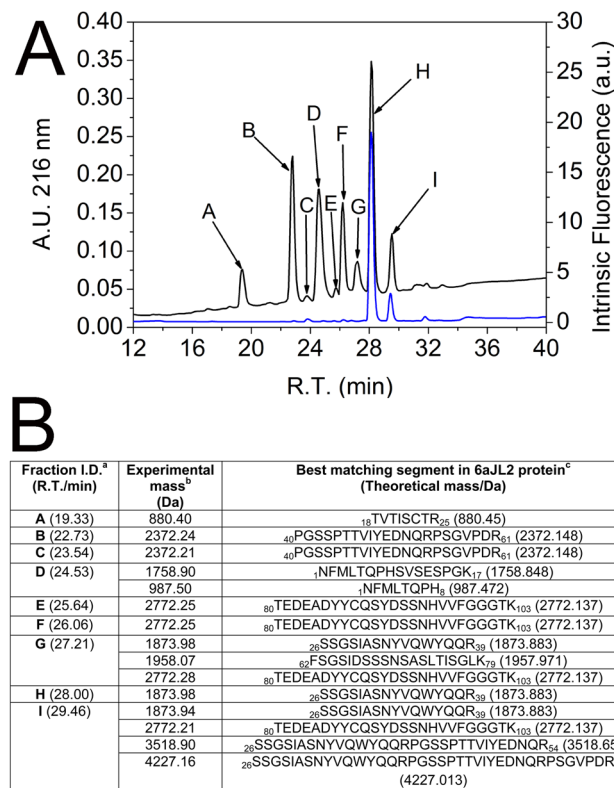 A
0.40
0.35
0.30
0.25
0.20
0.15
0.10
0.05
0.00
A.U. 216 nm
30
25
20
15
10
5
0
Intrinsic Fluorescence (a.u.)
A
B
C
D
E
F
G
H
I
12 16 20 24 28 32 36 40
R.T. (min)
B
Fraction I.D.a (R.T./min) Experimental massb (Da) Best matching segment in 6aJL2 proteinc (Theoretical mass/Da)
A (19.33) 880.40 18TVTISCTR25 (880.45)
B (22.73) 2372.24 40PGSSPTTVIYEDNQRPSGVPDR61 (2372.148)
C (23.54) 2372.21 40PGSSPTTVIYEDNQRPSGVPDR61 (2372.148)
D (24.53) 1758.90 1NFMLTQPHSVSESPGK17 (1758.848)
987.50 1NFMLTQPH8 (987.472)
E (25.64) 2772.25 80TEDEADYYCQSYDSSNHVVFGGGTK103 (2772.137)
F (26.06) 2772.25 80TEDEADYYCQSYDSSNHVVFGGGTK103 (2772.137)
G (27.21) 1873.98 26SSGSIASNYVQWYQQR39 (1873.883)
1958.07 62FSGSIDSSSNSASLTISGLK79 (1957.971)
2772.28 80TEDEADYYCQSYDSSNHVVFGGGTK103 (2772.137)
H (28.00) 1873.98 26SSGSIASNYVQWYQQR39 (1873.883)
I (29.46) 1873.94 26SSGSIASNYVQWYQQR39 (1873.883)
2772.21 80TEDEADYYCQSYDSSNHVVFGGGTK103 (2772.137)
3518.90 26SSGSIASNYVQWYQQRPGSSPTTVIYEDNQR54 (3518.65
4227.16 26SSGSIASNYVQWYQQRPGSSPTTVIYEDNQRPSGVPDR
(4227.013)